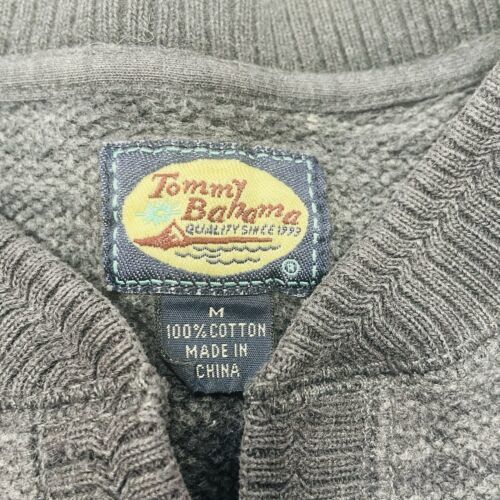 Tommy
Bahama
QUALITY SINCE 1993
®
M
100% COTTON
MADE IN
CHINA